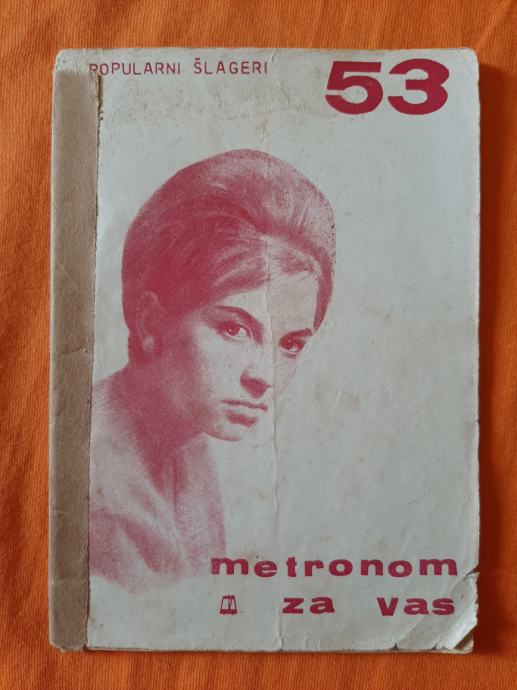 POPULARNI ŠLAGERI
53
metronom
za vas